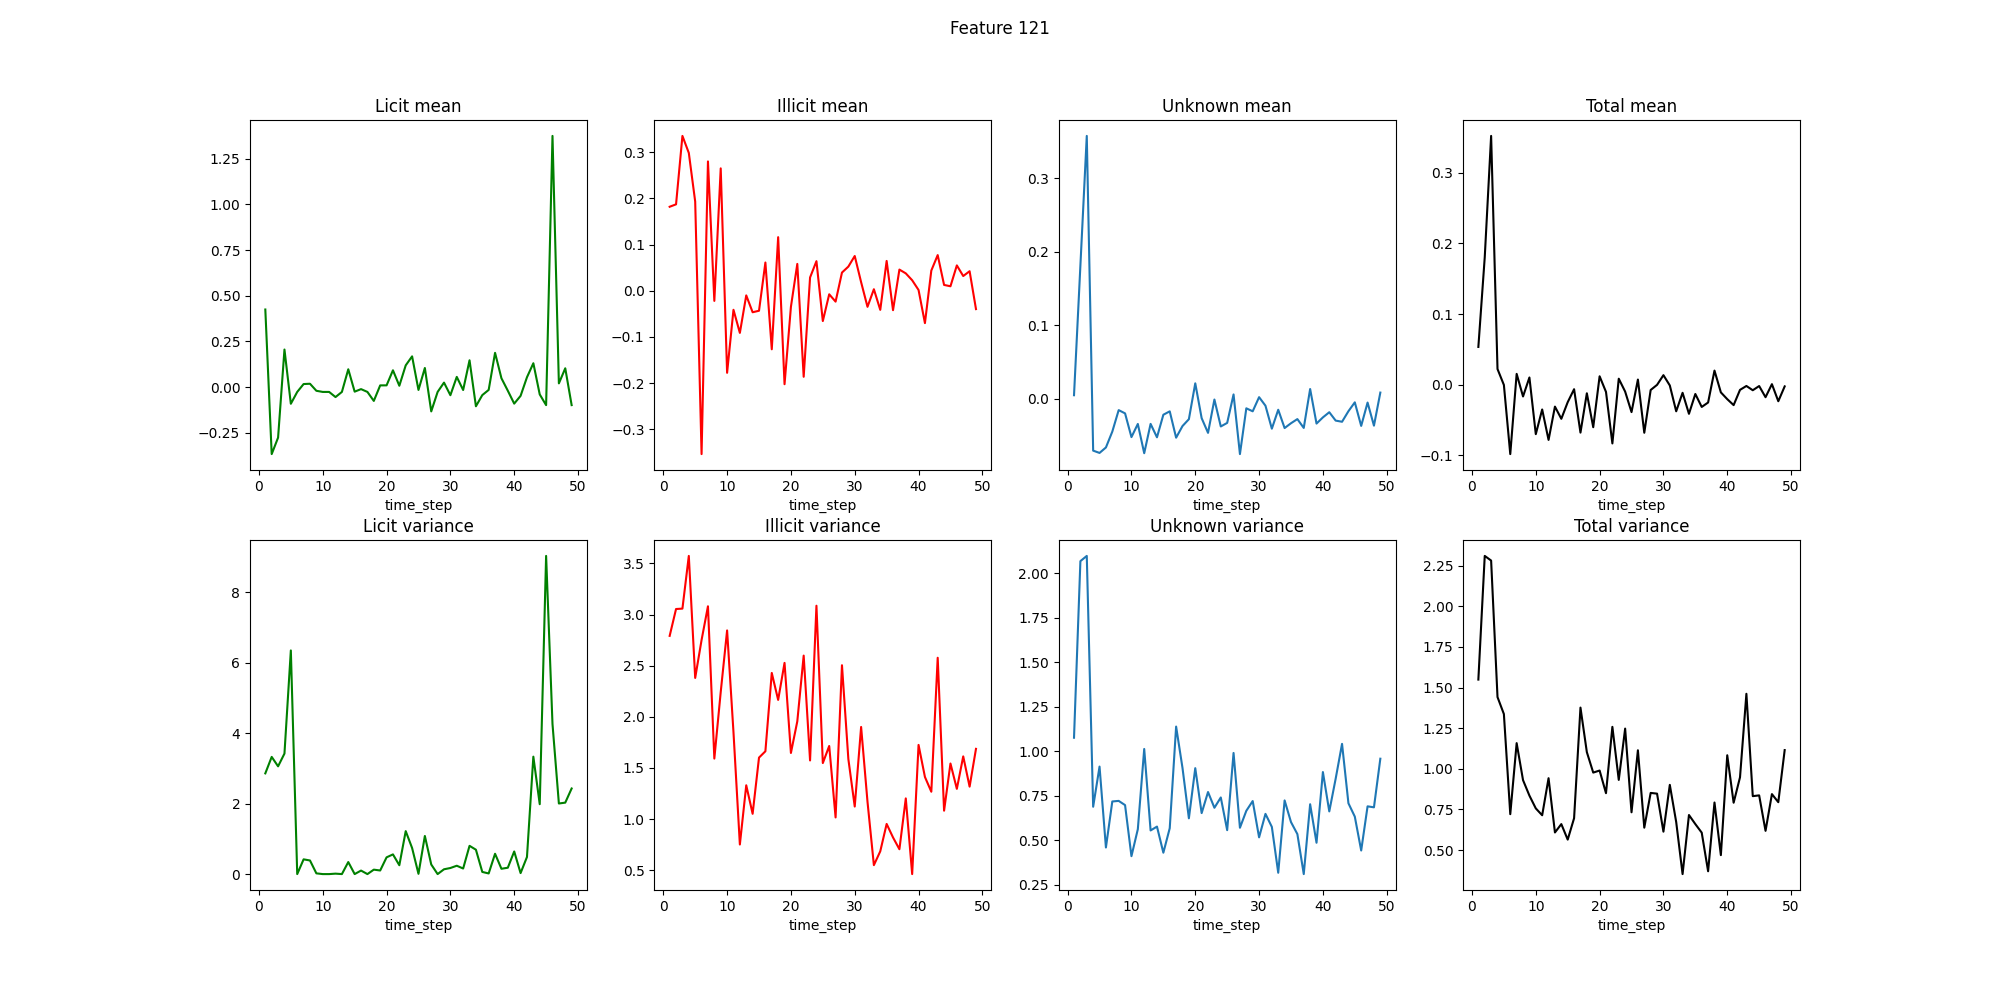 Feature 121
Licit mean
1.25
1.00
0.75
0.50
0.25
0.00
−0.25
0 10 20 30 40 50
time_step
Illicit mean
0.3
0.2
0.1
0.0
−0.1
−0.2
−0.3
0 10 20 30 40 50
time_step
Unknown mean
0.3
0.2
0.1
0.0
0 10 20 30 40 50
time_step
Total mean
0.3
0.2
0.1
0.0
−0.1
0 10 20 30 40 50
time_step
Licit variance
8
6
4
2
0
0 10 20 30 40 50
time_step
Illicit variance
3.5
3.0
2.5
2.0
1.5
1.0
0.5
0 10 20 30 40 50
time_step
Unknown variance
2.00
1.75
1.50
1.25
1.00
0.75
0.50
0.25
0 10 20 30 40 50
time_step
Total variance
2.25
2.00
1.75
1.50
1.25
1.00
0.75
0.50
0 10 20 30 40 50
time_step